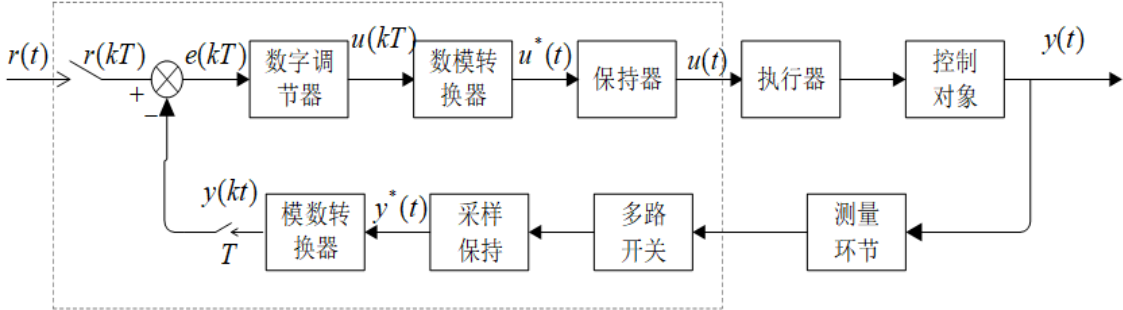 r(t)
r(kT)
+
−
e(kT)
数字调
节器
u(kT)
数模转
换器
u*(t)
保持器
u(t)
执行器
控制
对象
y(t)
y(kt)
T
模数转
换器
y*(t)
采样
保持
多路
开关
测量
环节